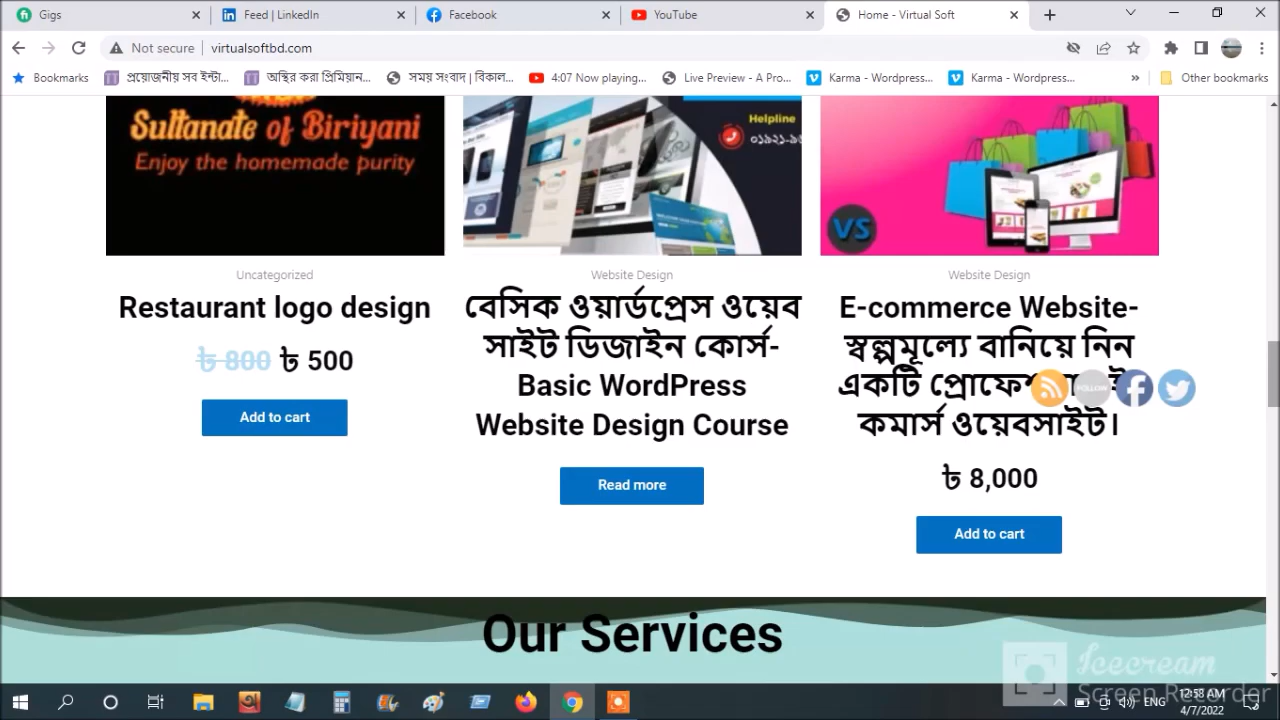 Gigs
Feed | LinkedIn
Facebook
YouTube
Home - Virtual Soft
Not secure
virtualsoftbd.com
Bookmarks
প্রয়োজনীয় সব ইন্টা...
অস্থির করা প্রিমিয়ান...
সময় সংবাদ | বিকাল...
4:07 Now playing...
Live Preview - A Pro...
Karma - Wordpress...
Karma - Wordpress...
»
Other bookmarks
Sultanate of Biriyani
Enjoy the homemade purity
Helpline
VS
Uncategorized
Website Design
Website Design
Restaurant logo design
৳ 800 ৳ 500
Add to cart
বেসিক ওয়ার্ডপ্রেস ওয়েব
সাইট ডিজাইন কোর্স-
Basic WordPress
Website Design Course
Read more
E-commerce Website-
স্বল্পমূল্যে বানিয়ে নিন
একটি
কমার্স ওয়েবসাইট।
FOLLOW
৳ 8,000
Add to cart
Our Services
Icecream
Screen Recorder
ENG
12:58 AM
4/7/2022